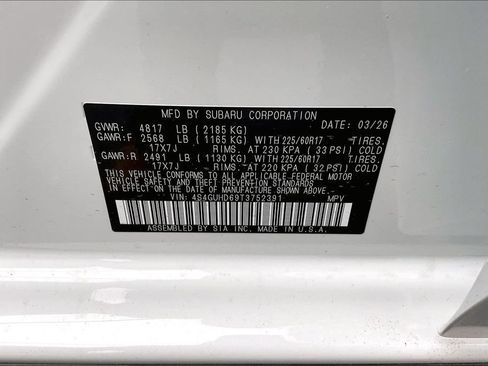 MFD BY SUBARU CORPORATION DATE: 03/26
GVWR: 4817 LB ( 2185 KG)
GAWR:F 2568 LB ( 1165 KG) WITH 225/60R17 TIRES.
17X7J RIMS. AT 230 KPA ( 33 PSI) COLD
GAWR:R 2491 LB ( 1130 KG) WITH 225/60R17 TIRES.
17X7J RIMS. AT 220 KPA ( 32 PSI) COLD
THIS VEHICLE CONFORMS TO ALL APPLICABLE FEDERAL MOTOR
VEHICLE SAFETY AND THEFT PREVENTION STANDARDS IN EFFECT
ON THE DATE OF MANUFACTURE SHOWN ABOVE.
VIN: 4S4GUHD69T3752391 MPV
ASSEMBLED BY SIA INC. MADE IN U.S.A.